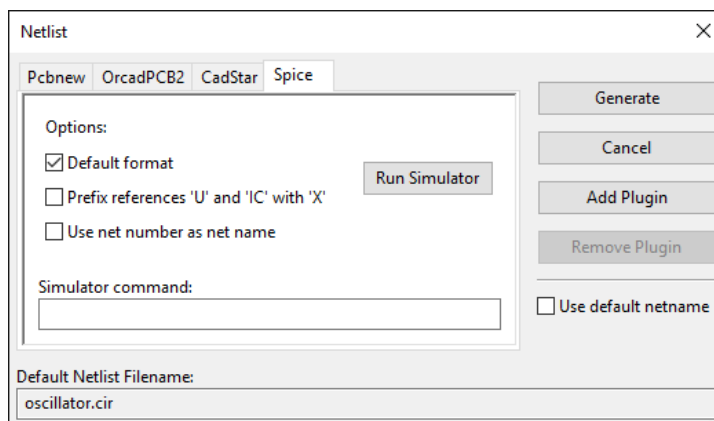 Netlist
Pcbnew OrcadPCB2 CadStar Spice
Options:
Default format
Prefix references 'U' and 'IC' with 'X'
Use net number as net name
Run Simulator
Simulator command:
Generate
Cancel
Add Plugin
Remove Plugin
Use default netname
Default Netlist Filename:
oscillator.cir